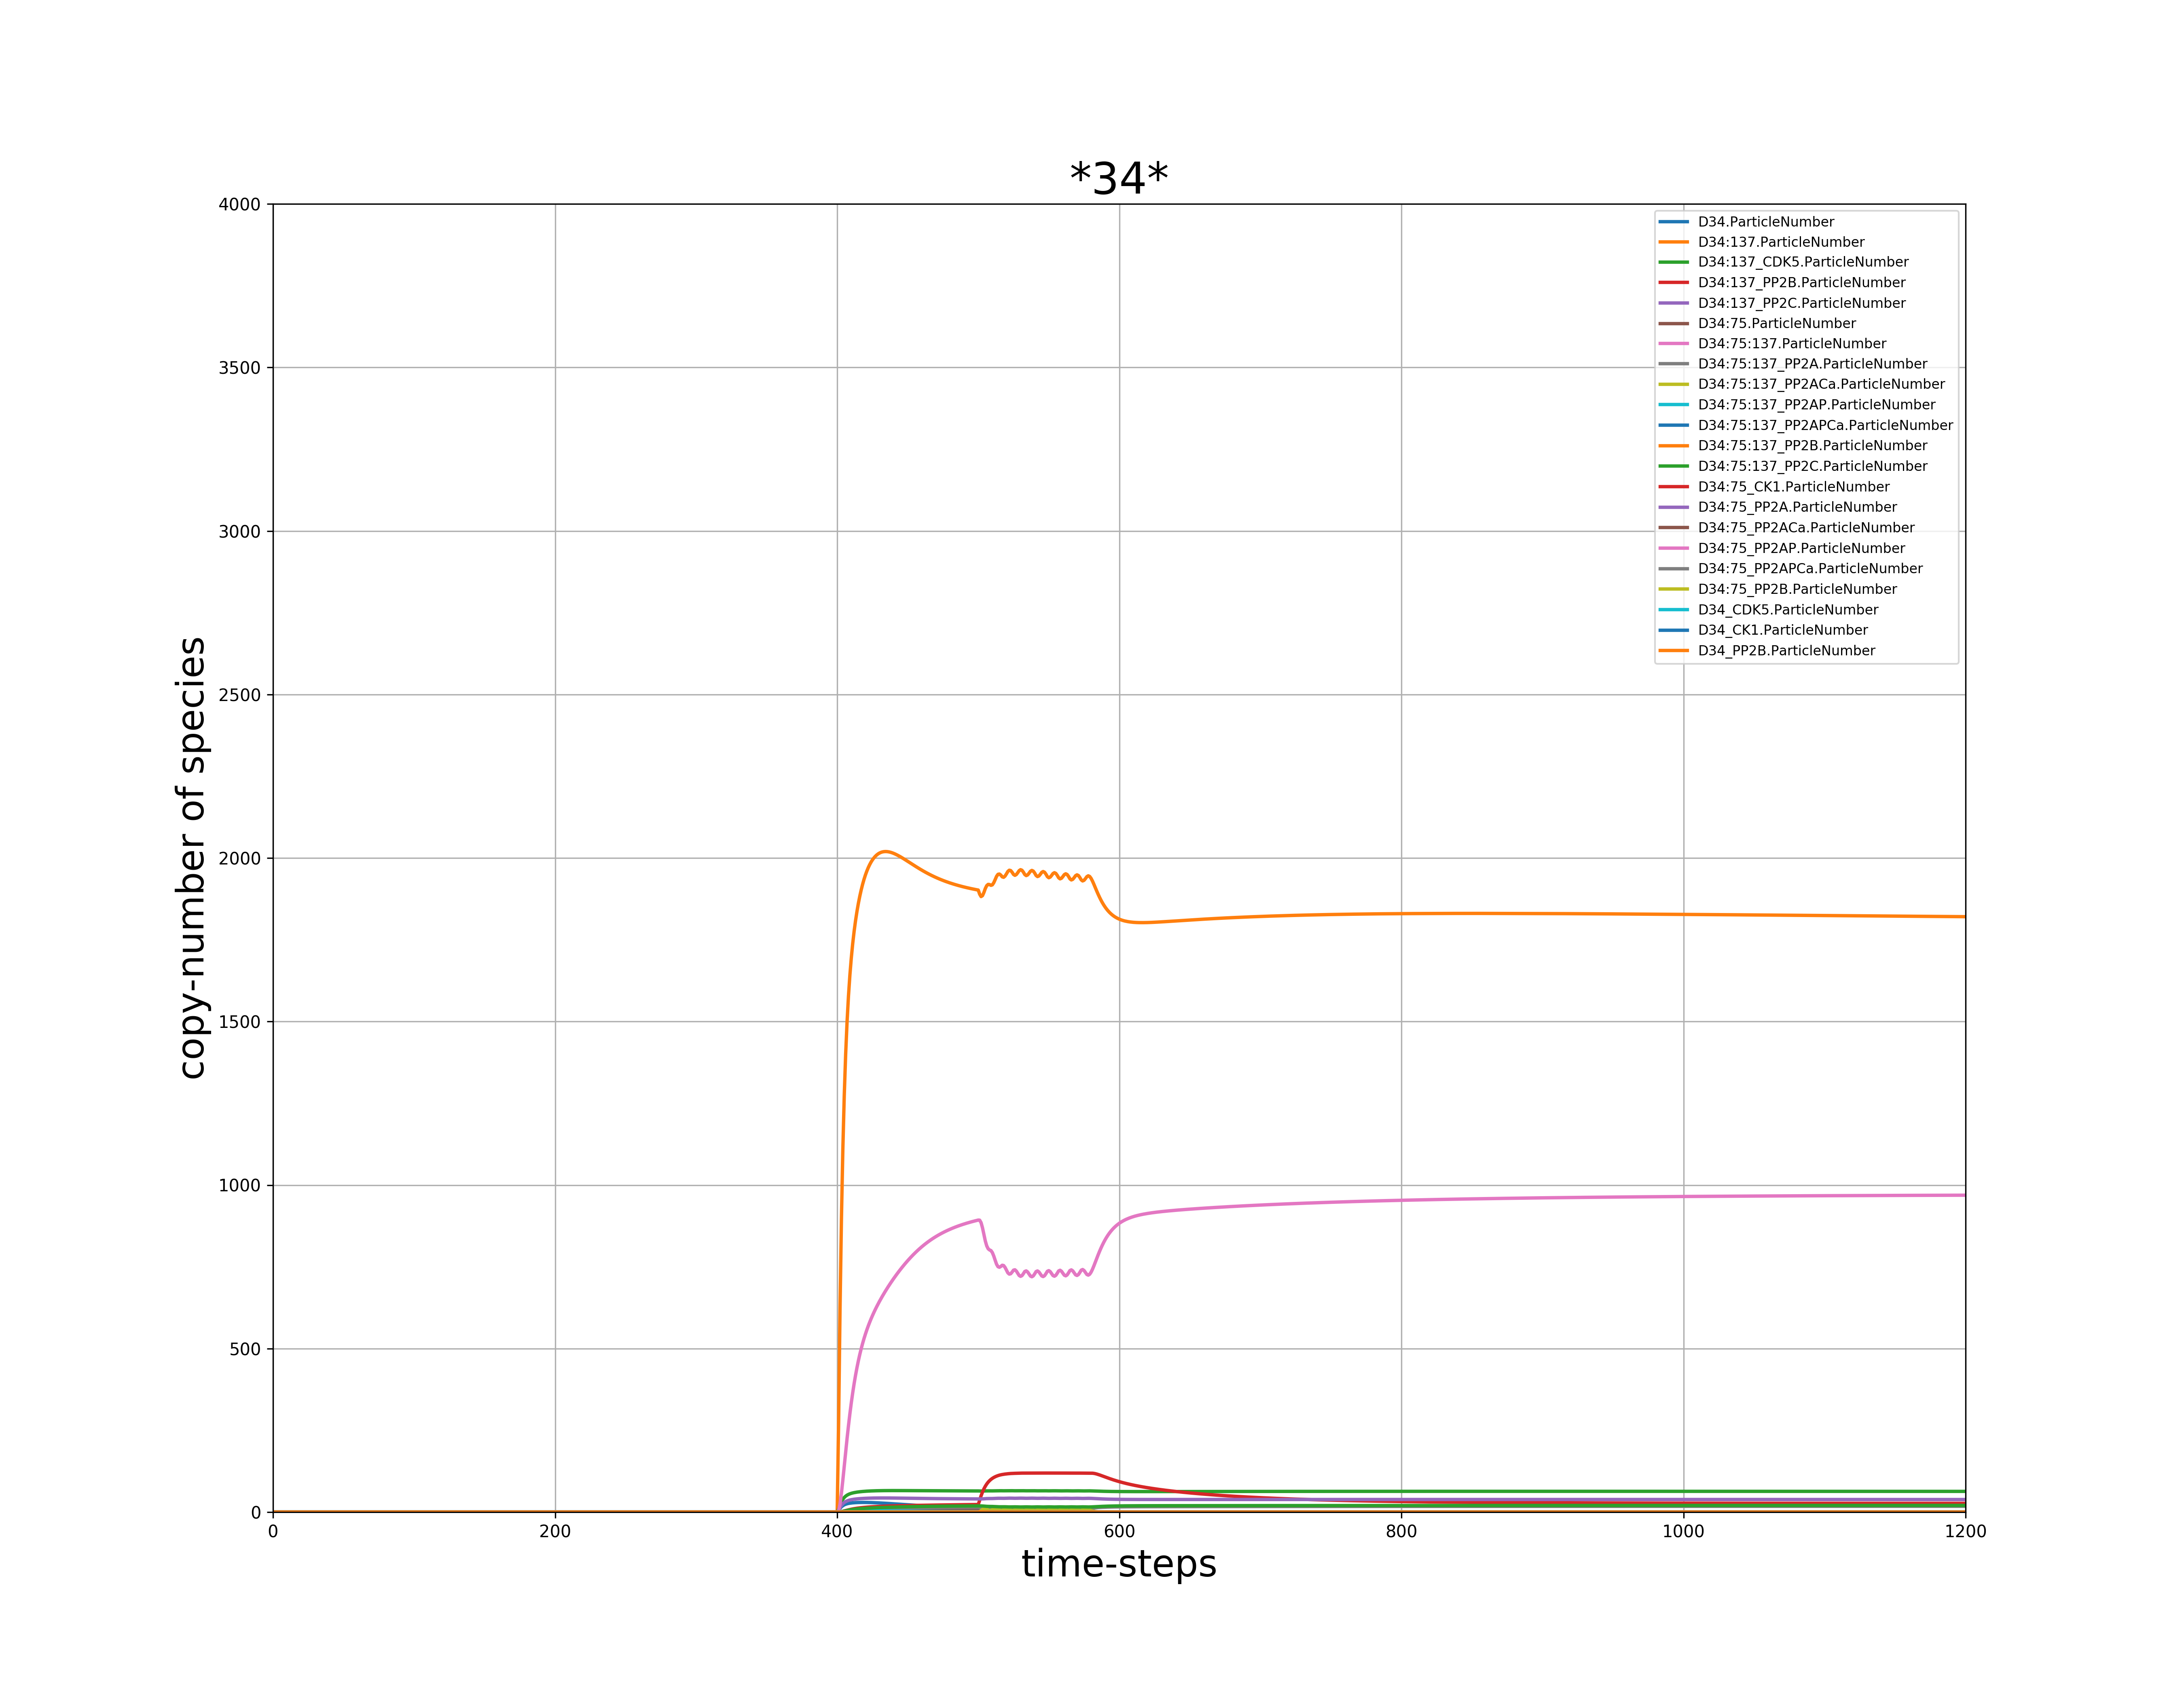 *34*
4000
3500
3000
2500
2000
1500
1000
500
0
copy-number of species
D34.ParticleNumber
D34:137.ParticleNumber
D34:137_CDK5.ParticleNumber
D34:137_PP2B.ParticleNumber
D34:137_PP2C.ParticleNumber
D34:75.ParticleNumber
D34:75:137.ParticleNumber
D34:75:137_PP2A.ParticleNumber
D34:75:137_PP2ACa.ParticleNumber
D34:75:137_PP2AP.ParticleNumber
D34:75:137_PP2APCa.ParticleNumber
D34:75:137_PP2B.ParticleNumber
D34:75:137_PP2C.ParticleNumber
D34:75_CK1.ParticleNumber
D34:75_PP2A.ParticleNumber
D34:75_PP2ACa.ParticleNumber
D34:75_PP2AP.ParticleNumber
D34:75_PP2APCa.ParticleNumber
D34:75_PP2B.ParticleNumber
D34_CDK5.ParticleNumber
D34_CK1.ParticleNumber
D34_PP2B.ParticleNumber
0 200 400 600 800 1000 1200
time-steps